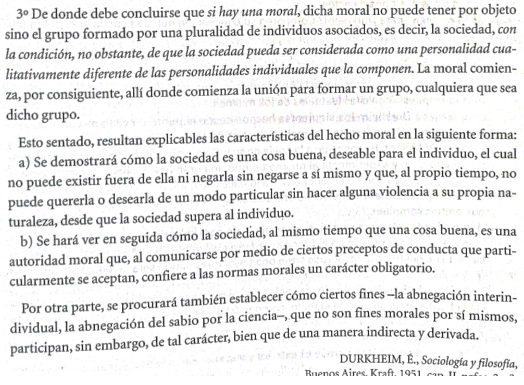 3º De donde debe concluirse que si hay una moral, dicha moral no puede tener por objeto
sino el grupo formado por una pluralidad de individuos asociados, es decir, la sociedad, con
la condición, no obstante, de que la sociedad pueda ser considerada como una personalidad cua-
litativamente diferente de las personalidades individuales que la componen. La moral comien-
za, por consiguiente, allí donde comienza la unión para formar un grupo, cualquiera que sea
dicho grupo.
Esto sentado, resultan explicables las características del hecho moral en la siguiente forma:
a) Se demostrará cómo la sociedad es una cosa buena, deseable para el individuo, el cual
no puede existir fuera de ella ni negarla sin negarse a sí mismo y que, al propio tiempo, no
puede quererla o desearla de un modo particular sin hacer alguna violencia a su propia na-
turaleza, desde que la sociedad supera al individuo.
b) Se hará ver en seguida cómo la sociedad, al mismo tiempo que una cosa buena, es una
autoridad moral que, al comunicarse por medio de ciertos preceptos de conducta que parti-
cularmente se aceptan, confiere a las normas morales un carácter obligatorio.
Por otra parte, se procurará también establecer cómo ciertos fines –la abnegación interin-
dividual, la abnegación del sabio por la ciencia–, que no son fines morales por sí mismos,
participan, sin embargo, de tal carácter, bien que de una manera indirecta y derivada.
DURKHEIM, É., Sociología y filosofía,
Buenos Aires, Kraft, 1951, cap. II